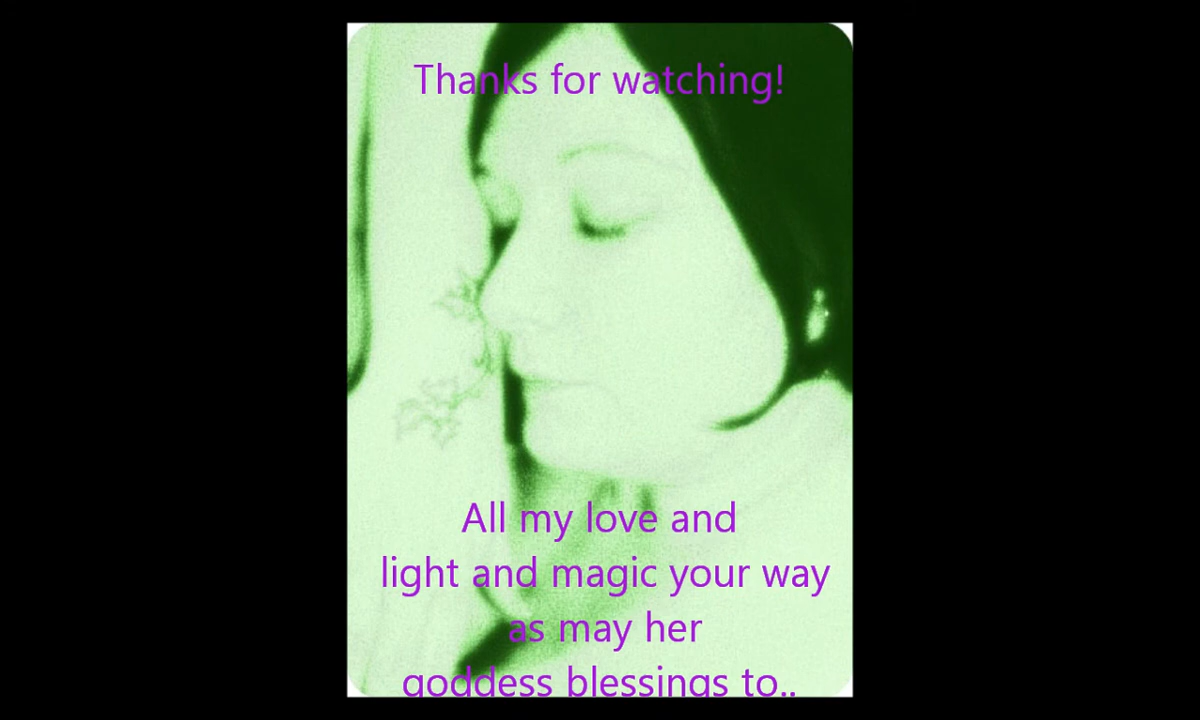 Thanks for watching!
All my love and
light and magic your way
as may her
goddess blessings to..